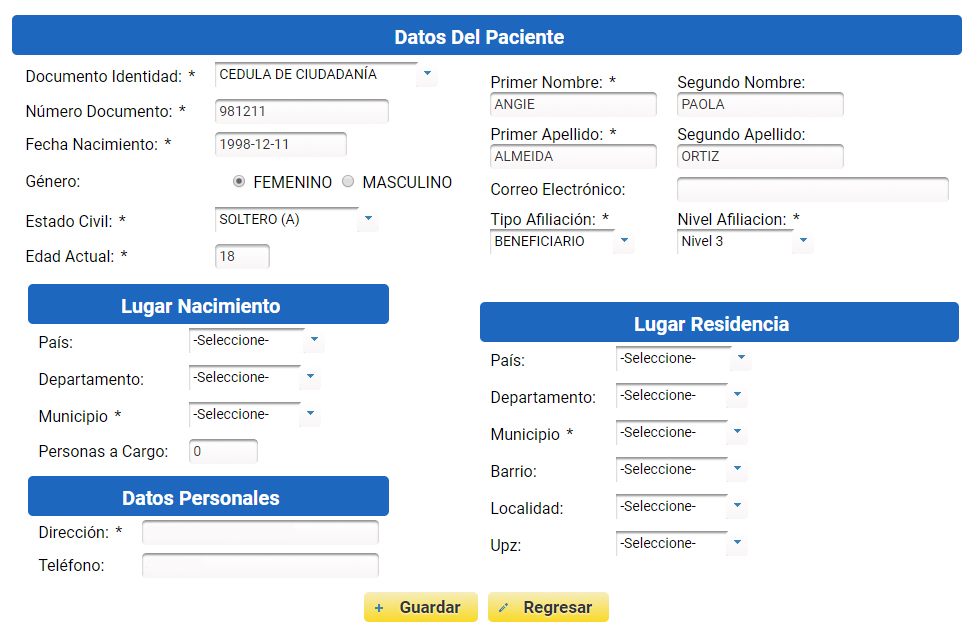 Datos Del Paciente
Documento Identidad: * CEDULA DE CIUDADANÍA
Número Documento: * 981211
Fecha Nacimiento: * 1998-12-11
Género: FEMENINO MASCULINO
Estado Civil: * SOLTERO (A)
Edad Actual: * 18
Primer Nombre: * Segundo Nombre:
ANGIE PAOLA
Primer Apellido: * Segundo Apellido:
ALMEIDA ORTIZ
Correo Electrónico:
Tipo Afiliación: * Nivel Afiliacion: *
BENEFICIARIO Nivel 3
Lugar Nacimiento
País: -Seleccione-
Departamento: -Seleccione-
Municipio * -Seleccione-
Personas a Cargo: 0
Datos Personales
Dirección: *
Teléfono:
Lugar Residencia
País: -Seleccione-
Departamento: -Seleccione-
Municipio * -Seleccione-
Barrio: -Seleccione-
Localidad: -Seleccione-
Upz: -Seleccione-
Guardar Regresar